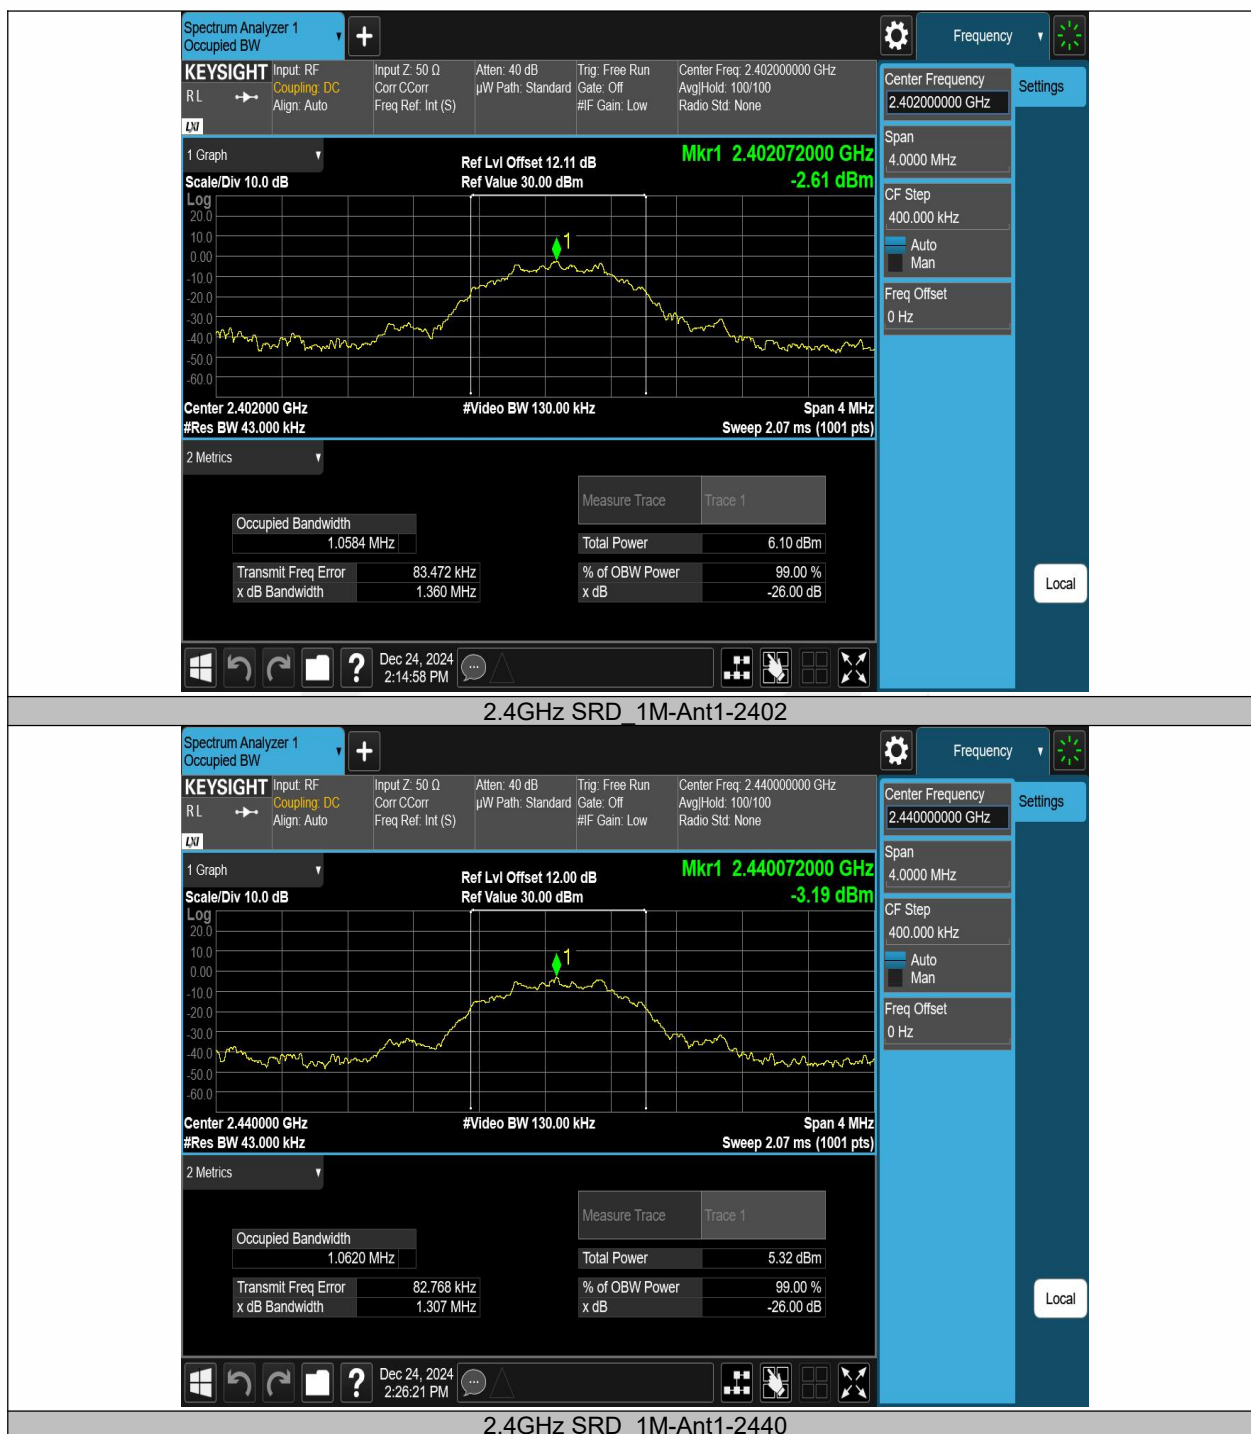 Spectrum Analyzer 1
Occupied BW
Frequency
KEYSIGHT
RL
LXI
Input: RF
Coupling: DC
Align: Auto
Input Z: 50 Ω
Corr CCorr
Freq Ref: Int (S)
Atten: 40 dB
µW Path: Standard
Trig: Free Run
Gate: Off
#IF Gain: Low
Center Freq: 2.402000000 GHz
Avg|Hold: 100/100
Radio Std: None
Center Frequency
2.402000000 GHz
Settings
Span
4.0000 MHz
CF Step
400.000 kHz
Auto
Man
Freq Offset
0 Hz
Local
1 Graph
Scale/Div 10.0 dB
Ref Lvl Offset 12.11 dB
Ref Value 30.00 dBm
Mkr1 2.402072000 GHz
-2.61 dBm
Log
20.0
10.0
0.00
-10.0
-20.0
-30.0
-40.0
-50.0
-60.0
1
Center 2.402000 GHz
#Video BW 130.00 kHz
Span 4 MHz
#Res BW 43.000 kHz
Sweep 2.07 ms (1001 pts)
2 Metrics
Measure Trace Trace 1
Occupied Bandwidth
1.0584 MHz
Total Power 6.10 dBm
Transmit Freq Error 83.472 kHz
% of OBW Power 99.00 %
x dB Bandwidth 1.360 MHz
x dB -26.00 dB
?
Dec 24, 2024
2:14:58 PM
2.4GHz SRD_1M-Ant1-2402
Spectrum Analyzer 1
Occupied BW
Frequency
KEYSIGHT
RL
LXI
Input: RF
Coupling: DC
Align: Auto
Input Z: 50 Ω
Corr CCorr
Freq Ref: Int (S)
Atten: 40 dB
µW Path: Standard
Trig: Free Run
Gate: Off
#IF Gain: Low
Center Freq: 2.440000000 GHz
Avg|Hold: 100/100
Radio Std: None
Center Frequency
2.440000000 GHz
Settings
Span
4.0000 MHz
CF Step
400.000 kHz
Auto
Man
Freq Offset
0 Hz
Local
1 Graph
Scale/Div 10.0 dB
Ref Lvl Offset 12.00 dB
Ref Value 30.00 dBm
Mkr1 2.440072000 GHz
-3.19 dBm
Log
20.0
10.0
0.00
-10.0
-20.0
-30.0
-40.0
-50.0
-60.0
1
Center 2.440000 GHz
#Video BW 130.00 kHz
Span 4 MHz
#Res BW 43.000 kHz
Sweep 2.07 ms (1001 pts)
2 Metrics
Measure Trace Trace 1
Occupied Bandwidth
1.0620 MHz
Total Power 5.32 dBm
Transmit Freq Error 82.768 kHz
% of OBW Power 99.00 %
x dB Bandwidth 1.307 MHz
x dB -26.00 dB
?
Dec 24, 2024
2:26:21 PM
2.4GHz SRD_1M-Ant1-2440